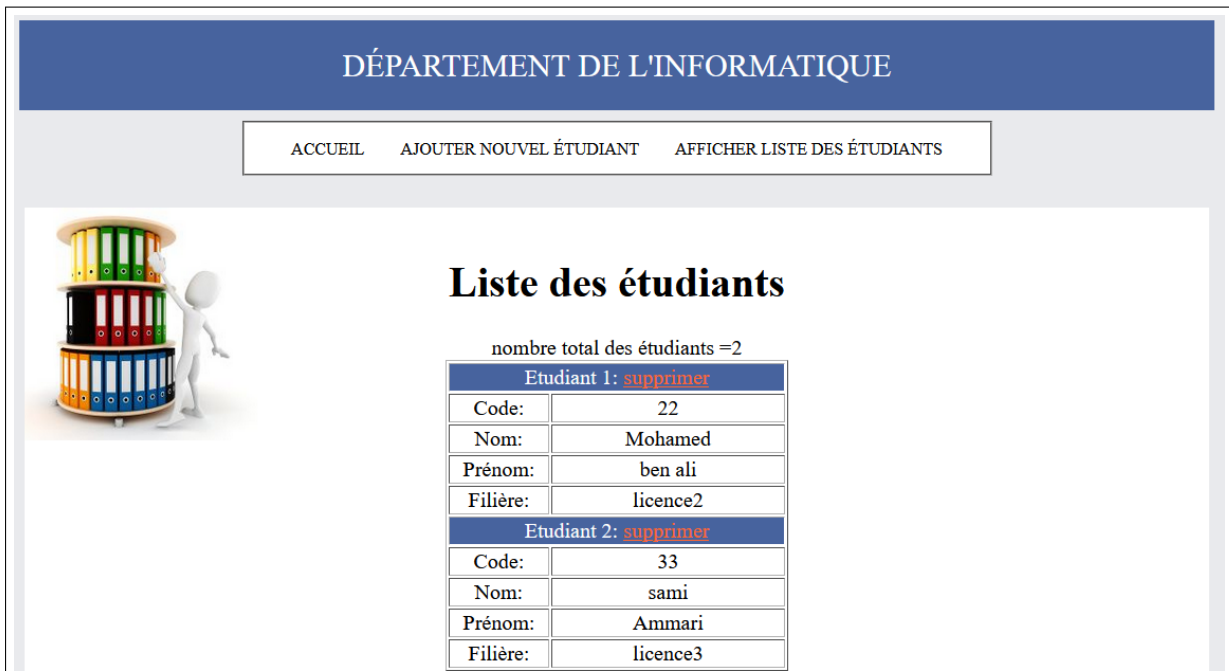 DÉPARTEMENT DE L'INFORMATIQUE
ACCUEIL AJOUTER NOUVEL ÉTUDIANT AFFICHER LISTE DES ÉTUDIANTS
Liste des étudiants
nombre total des étudiants =2
Etudiant 1: supprimer
Code: 22
Nom: Mohamed
Prénom: ben ali
Filière: licence2
Etudiant 2: supprimer
Code: 33
Nom: sami
Prénom: Ammari
Filière: licence3